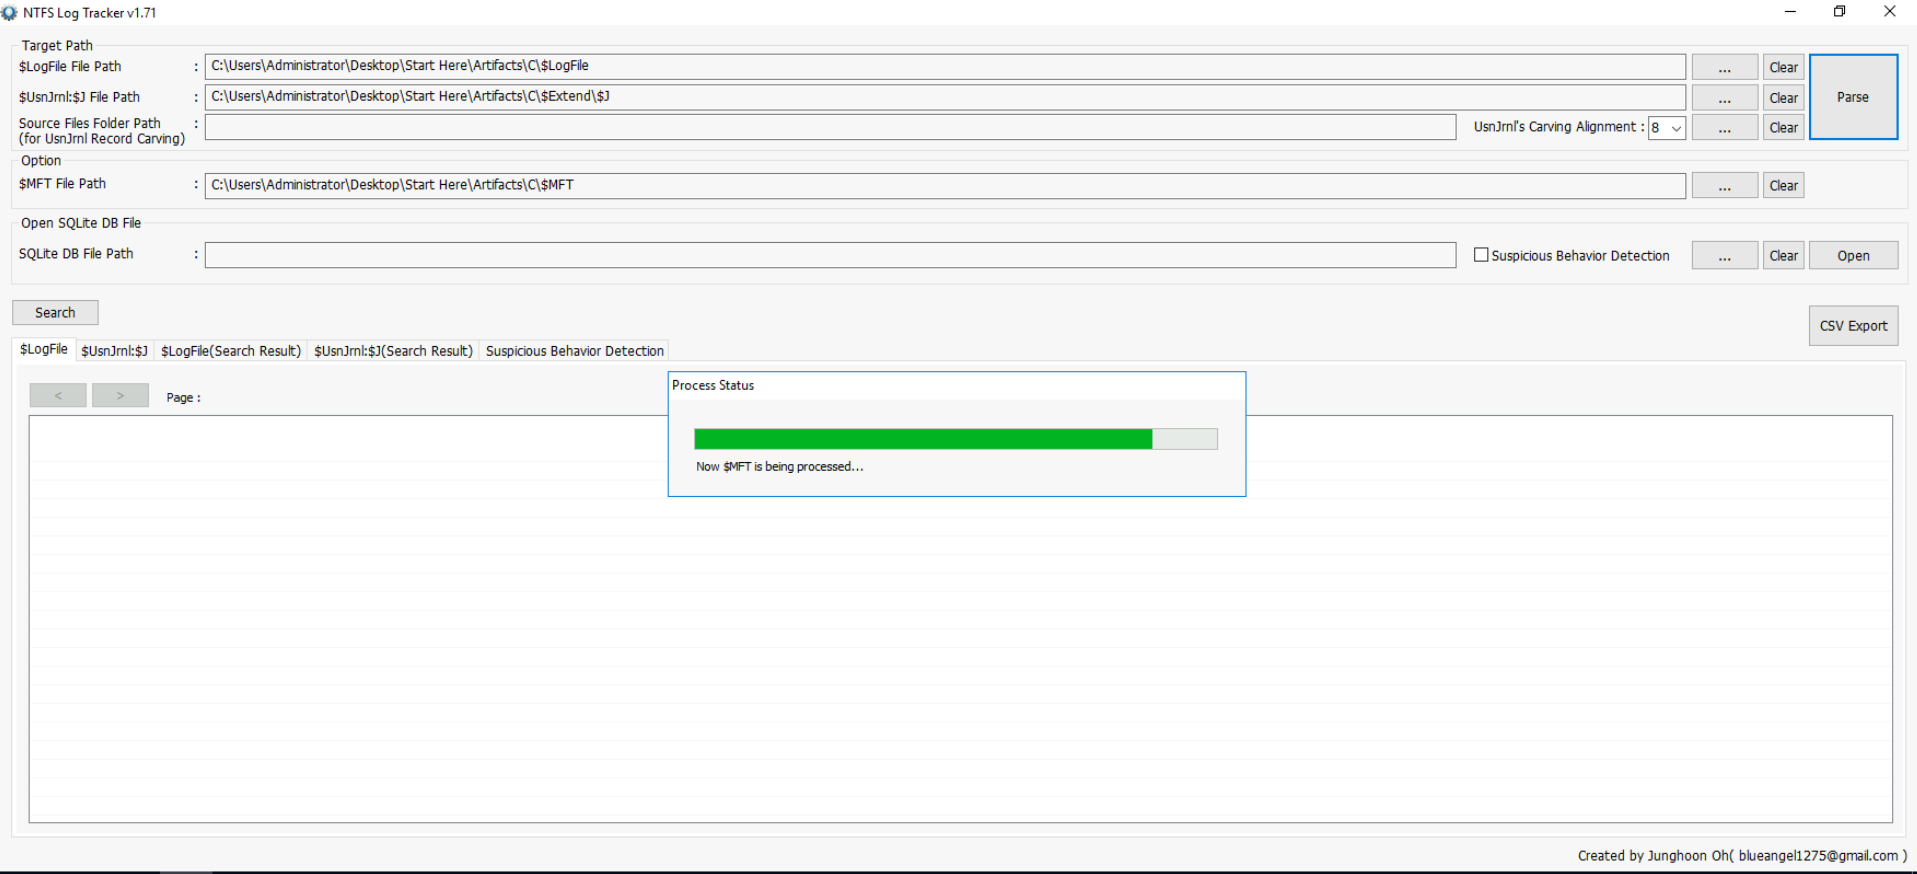 NTFS Log Tracker v1.71
Target Path
$LogFile File Path : C:\Users\Administrator\Desktop\Start Here\Artifacts\C\$LogFile ... Clear
$UsnJrnl:$J File Path : C:\Users\Administrator\Desktop\Start Here\Artifacts\C\$Extend\$J ... Clear Parse
Source Files Folder Path : UsnJrnl's Carving Alignment : 8 ... Clear
(for UsnJrnl Record Carving)
Option
$MFT File Path : C:\Users\Administrator\Desktop\Start Here\Artifacts\C\$MFT ... Clear
Open SQLite DB File
SQLite DB File Path : Suspicious Behavior Detection ... Clear Open
Search
CSV Export
$LogFile $UsnJrnl:$J $LogFile(Search Result) $UsnJrnl:$J(Search Result) Suspicious Behavior Detection
< > Page :
Process Status
Now $MFT is being processed...
Created by Junghoon Oh( blueangel1275@gmail.com )